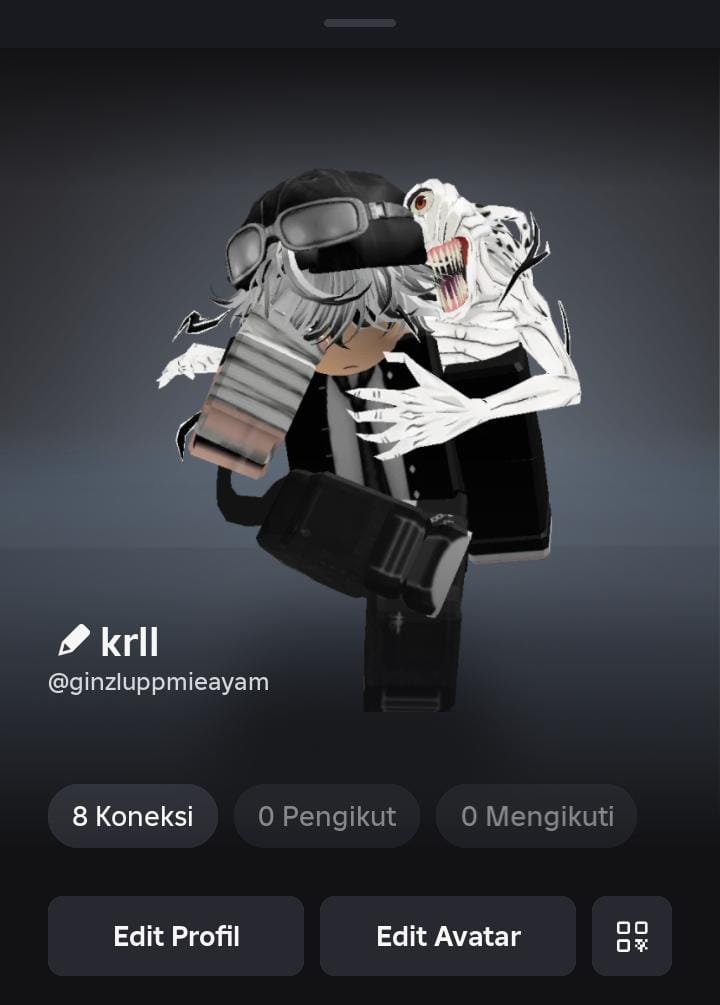 krll
@ginzluppmieayam
8 Koneksi
0 Pengikut
0 Mengikuti
Edit Profil
Edit Avatar